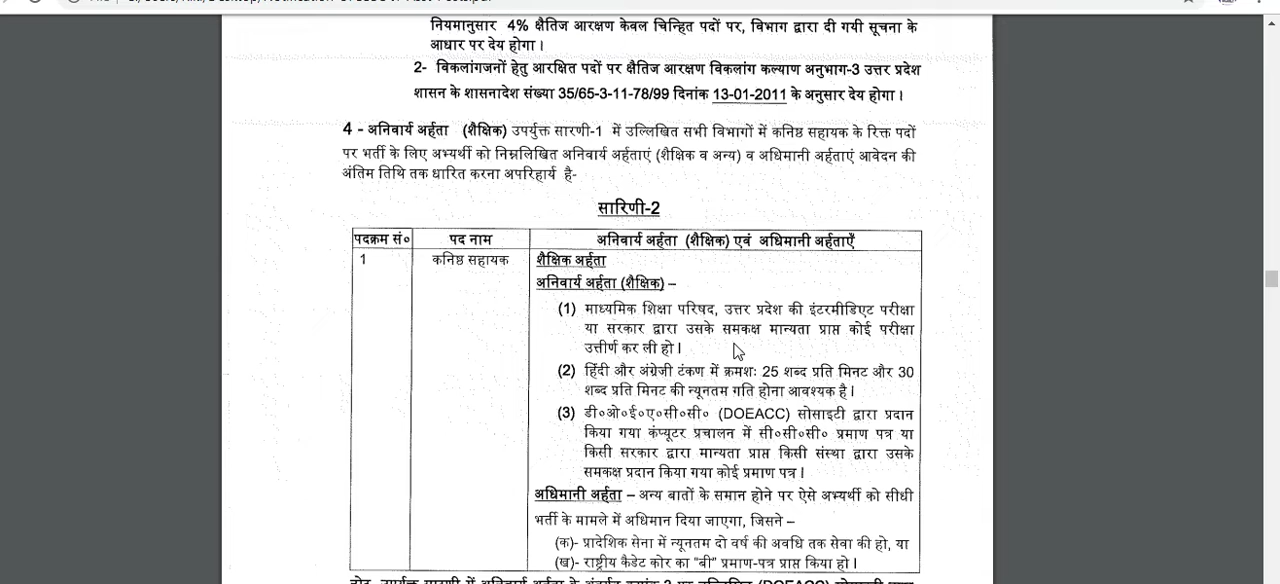 नियमानुसार 4% क्षैतिज आरक्षण केवल चिन्हित पदों पर, विभाग द्वारा दी गयी सूचना के
आधार पर देय होगा।
2- विकलांगजनों हेतु आरक्षित पदों पर क्षैतिज आरक्षण विकलांग कल्याण अनुभाग-3 उत्तर प्रदेश
शासन के शासनादेश संख्या 35/65-3-11-78/99 दिनांक 13-01-2011 के अनुसार देय होगा।
4 - अनिवार्य अर्हता (शैक्षिक) उपर्युक्त सारणी-1 में उल्लिखित सभी विभागों में कनिष्ठ सहायक के रिक्त पदों
पर भर्ती के लिए अभ्यर्थी को निम्नलिखित अनिवार्य अर्हताएं (शैक्षिक व अन्य) व अधिमानी अर्हताएं आवेदन की
अंतिम तिथि तक धारित करना अपरिहार्य है-
सारिणी-2
पदक्रम सं० पद नाम अनिवार्य अर्हता (शैक्षिक) एवं अधिमानी अर्हताएँ
1 कनिष्ठ सहायक शैक्षिक अर्हता
अनिवार्य अर्हता (शैक्षिक) –
(1) माध्यमिक शिक्षा परिषद, उत्तर प्रदेश की इंटरमीडिएट परीक्षा
या सरकार द्वारा उसके समकक्ष मान्यता प्राप्त कोई परीक्षा
उत्तीर्ण कर ली हो।
(2) हिंदी और अंग्रेजी टंकण में क्रमशः 25 शब्द प्रति मिनट और 30
शब्द प्रति मिनट की न्यूनतम गति होना आवश्यक है।
(3) डी०ओ०ई०ए०सी०सी० (DOEACC) सोसाइटी द्वारा प्रदान
किया गया कंप्यूटर प्रचालन में सी०सी०सी० प्रमाण पत्र या
किसी सरकार द्वारा मान्यता प्राप्त किसी संस्था द्वारा उसके
समकक्ष प्रदान किया गया कोई प्रमाण पत्र।
अधिमानी अर्हता – अन्य बातों के समान होने पर ऐसे अभ्यर्थी को सीधी
भर्ती के मामले में अधिमान दिया जाएगा, जिसने –
(क)- प्रादेशिक सेना में न्यूनतम दो वर्ष की अवधि तक सेवा की हो, या
(ख)- राष्ट्रीय कैडेट कोर का "बी" प्रमाण-पत्र प्राप्त किया हो।